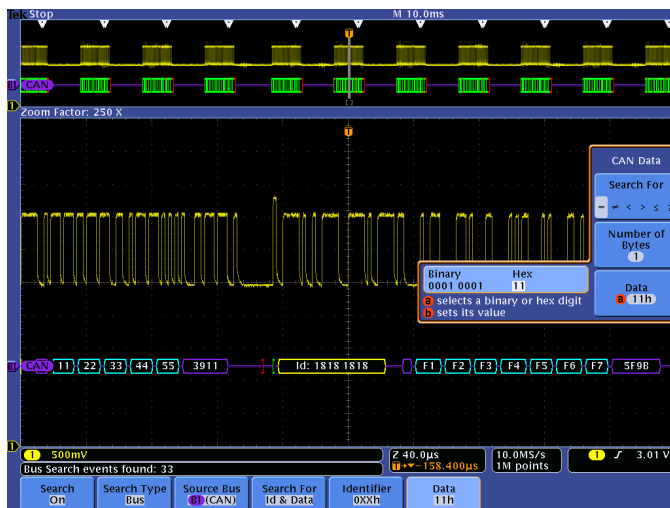 Tek Stop M 10.0ms
T
B1 CAN
1
Zoom Factor: 250 X
T
CAN Data
Search For
= ≠ < > ≤ ≥
Number of
Bytes
1
Data
a 11h
Binary Hex
0001 0001 11
a selects a binary or hex digit
b sets its value
B1 CAN 11 22 33 44 55 3911 Id: 1818 1818 F1 F2 F3 F4 F5 F6 F7 5F9B
1
1 500mV Z 40.0µs 10.0MS/s 1 3.01 V
Bus Search events found: 33 T→▼-158.400µs 1M points
Search Search Type Source Bus Search For Identifier Data
On Bus B1 (CAN) Id & Data 0XXh 11h